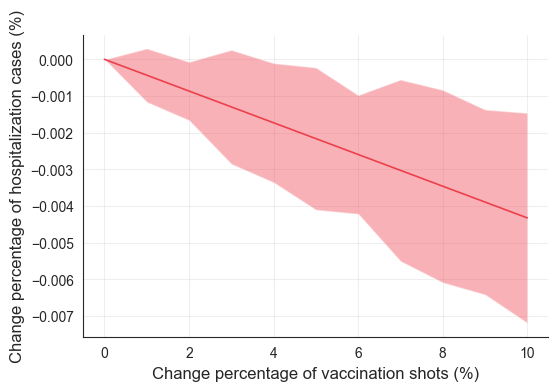 Change percentage of hospitalization cases (%)
0.000
−0.001
−0.002
−0.003
−0.004
−0.005
−0.006
−0.007
0 2 4 6 8 10
Change percentage of vaccination shots (%)